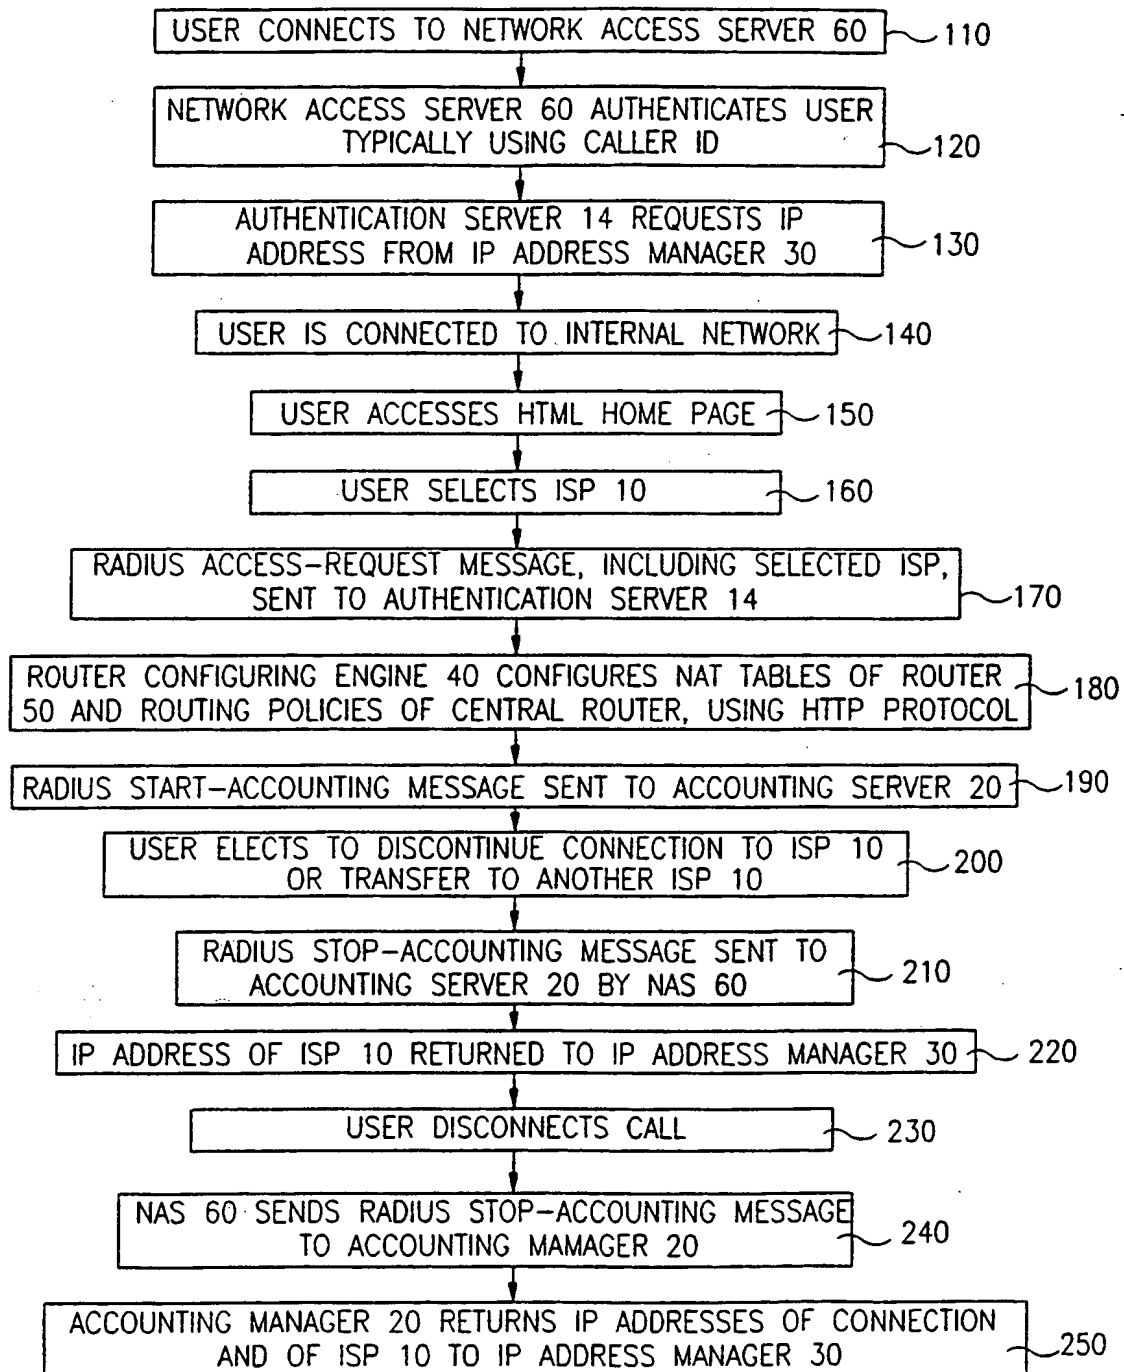 USER CONNECTS TO NETWORK ACCESS SERVER 60
110
NETWORK ACCESS SERVER 60 AUTHENTICATES USER
TYPICALLY USING CALLER ID
120
AUTHENTICATION SERVER 14 REQUESTS IP
ADDRESS FROM IP ADDRESS MANAGER 30
130
USER IS CONNECTED TO INTERNAL NETWORK
140
USER ACCESSES HTML HOME PAGE
150
USER SELECTS ISP 10
160
RADIUS ACCESS-REQUEST MESSAGE, INCLUDING SELECTED ISP,
SENT TO AUTHENTICATION SERVER 14
170
ROUTER CONFIGURING ENGINE 40 CONFIGURES NAT TABLES OF ROUTER
50 AND ROUTING POLICIES OF CENTRAL ROUTER, USING HTTP PROTOCOL
180
RADIUS START-ACCOUNTING MESSAGE SENT TO ACCOUNTING SERVER 20
190
USER ELECTS TO DISCONTINUE CONNECTION TO ISP 10
OR TRANSFER TO ANOTHER ISP 10
200
RADIUS STOP-ACCOUNTING MESSAGE SENT TO
ACCOUNTING SERVER 20 BY NAS 60
210
IP ADDRESS OF ISP 10 RETURNED TO IP ADDRESS MANAGER 30
220
USER DISCONNECTS CALL
230
NAS 60 SENDS RADIUS STOP-ACCOUNTING MESSAGE
TO ACCOUNTING MAMAGER 20
240
ACCOUNTING MANAGER 20 RETURNS IP ADDRESSES OF CONNECTION
AND OF ISP 10 TO IP ADDRESS MANAGER 30
250